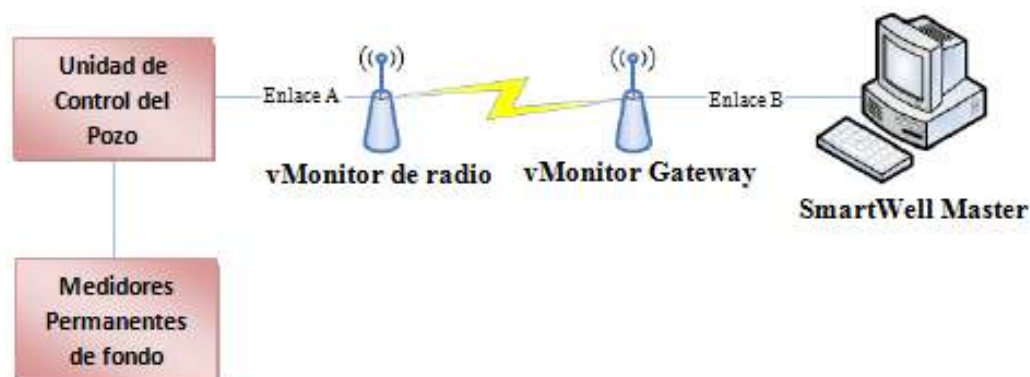 Unidad de
Control del
Pozo
Enlace A
Enlace B
vMonitor de radio
vMonitor Gateway
SmartWell Master
Medidores
Permanentes
de fondo